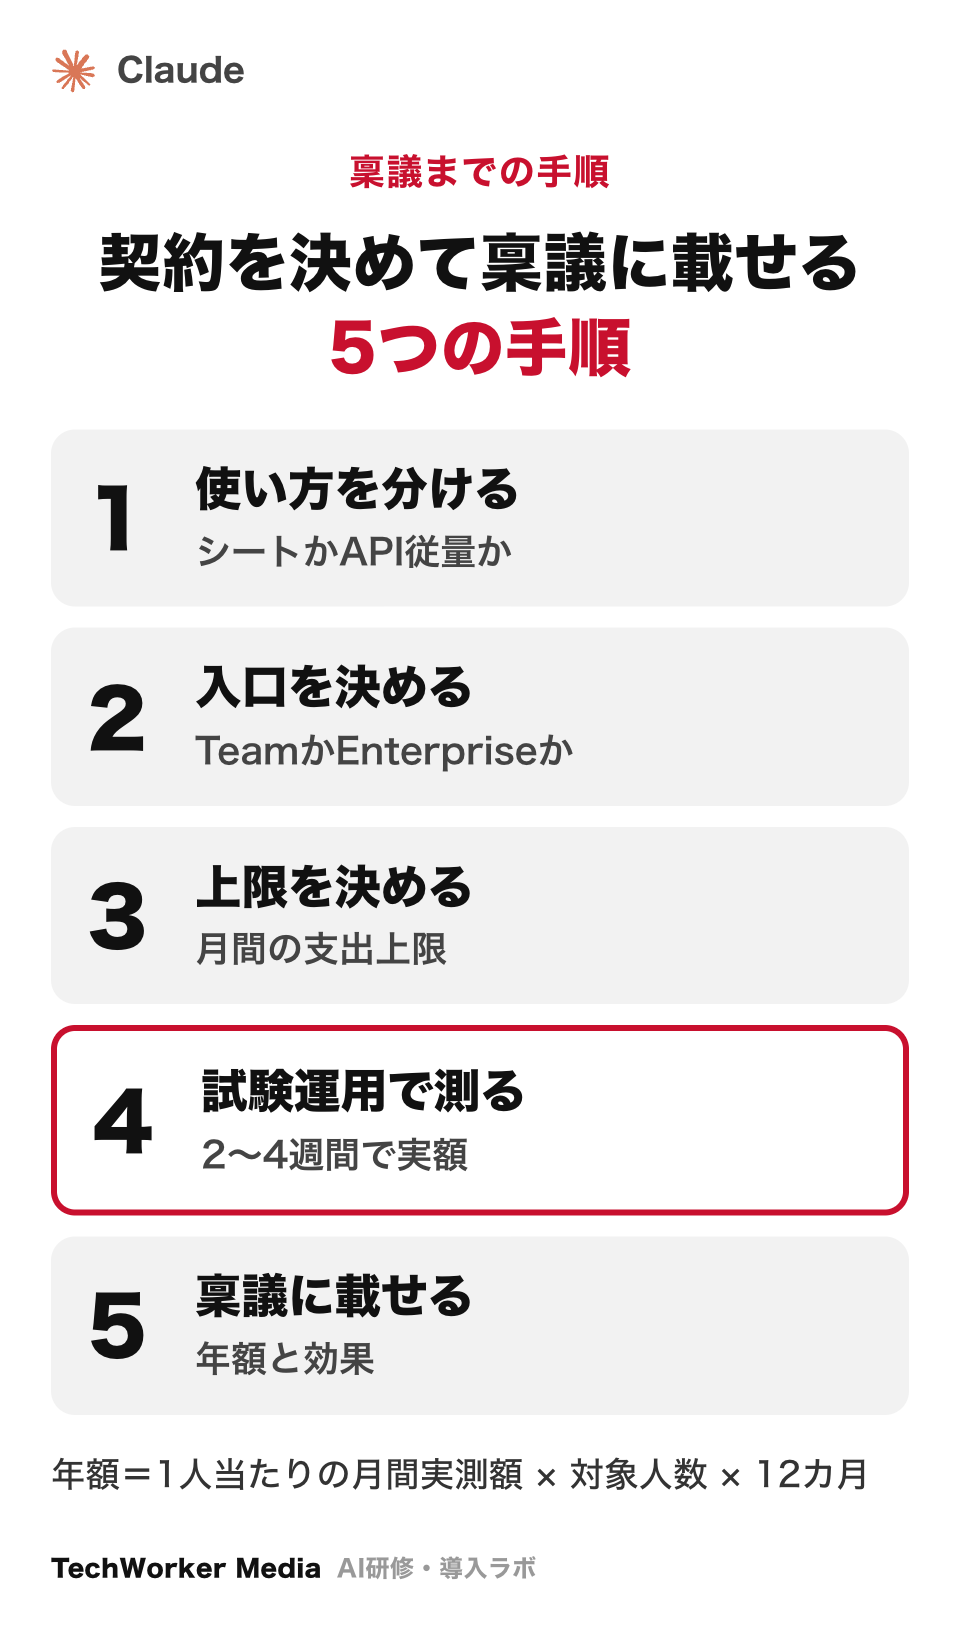 Claude
稟議までの手順
契約を決めて稟議に載せる
5つの手順
1
使い方を分ける
シートかAPI従量か
2
入口を決める
TeamかEnterpriseか
3
上限を決める
月間の支出上限
4
試験運用で測る
2〜4週間で実額
5
稟議に載せる
年額と効果
年額＝1人当たりの月間実測額 × 対象人数 × 12カ月
TechWorker Media AI研修・導入ラボ